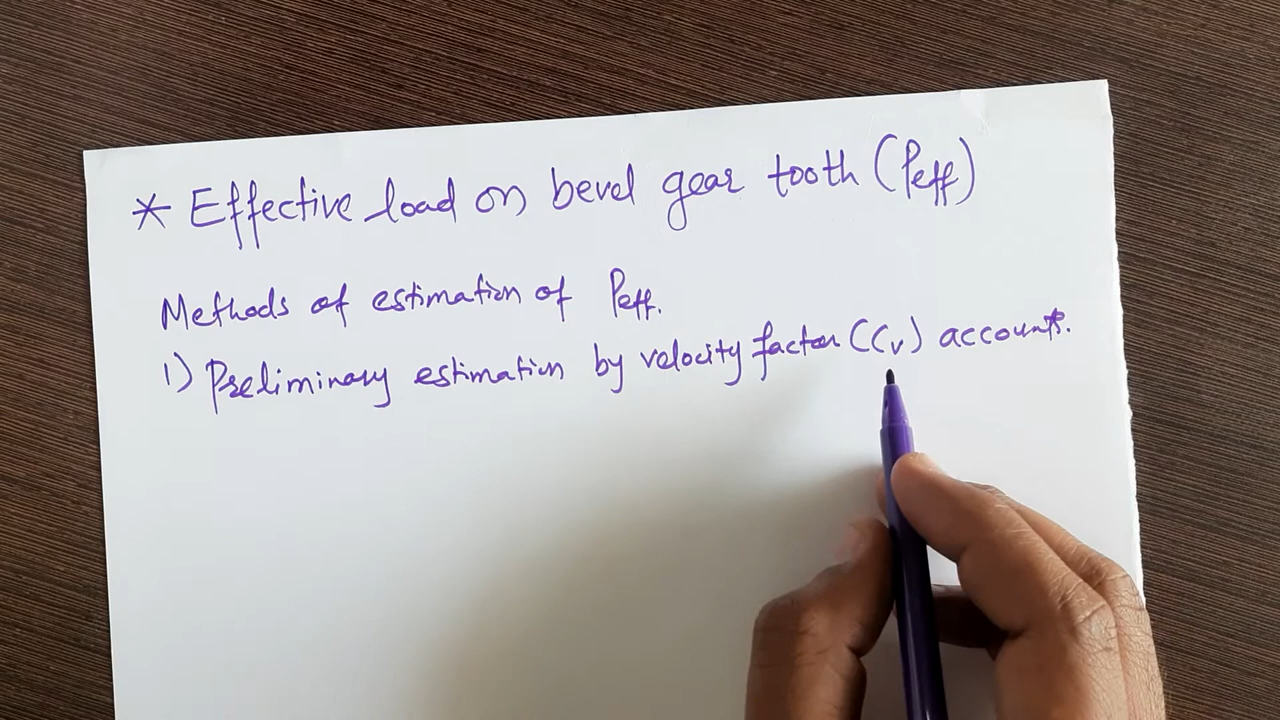 * Effective load on bevel gear tooth (Peff)
Methods of estimation of Peff.
1) Preliminary estimation by velocity factor (Cv) accounts.